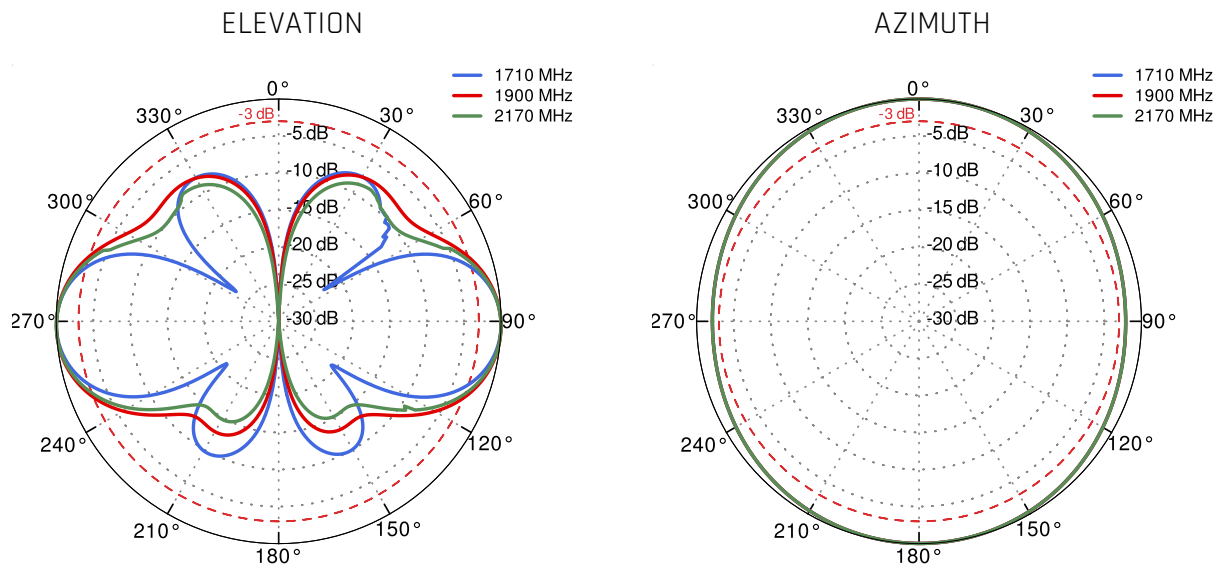 ELEVATION
1710 MHz
1900 MHz
2170 MHz
0°
30°
60°
90°
120°
150°
180°
210°
240°
270°
300°
330°
-3 dB
-5 dB
-10 dB
-15 dB
-20 dB
-25 dB
-30 dB
AZIMUTH
1710 MHz
1900 MHz
2170 MHz
0°
30°
60°
90°
120°
150°
180°
210°
240°
270°
300°
330°
-3 dB
-5 dB
-10 dB
-15 dB
-20 dB
-25 dB
-30 dB